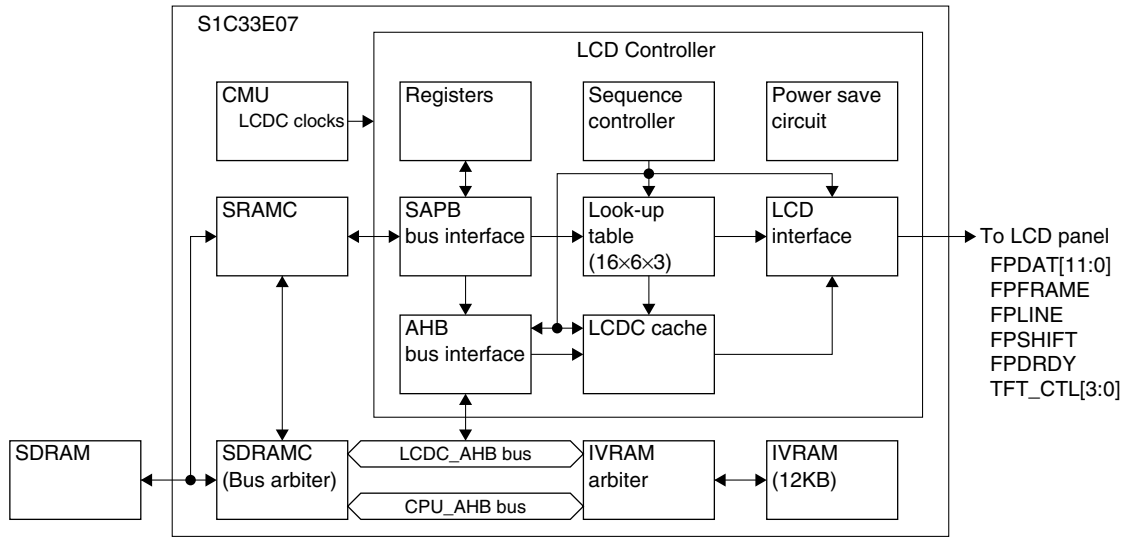 S1C33E07
LCD Controller
CMU
LCDC clocks
Registers
Sequence
controller
Power save
circuit
SRAMC
SAPB
bus interface
Look-up
table
(16×6×3)
LCD
interface
To LCD panel
FPDAT[11:0]
FPFRAME
FPLINE
FPSHIFT
FPDRDY
TFT_CTL[3:0]
AHB
bus interface
LCDC cache
SDRAM
SDRAMC
(Bus arbiter)
LCDC_AHB bus
CPU_AHB bus
IVRAM
arbiter
IVRAM
(12KB)